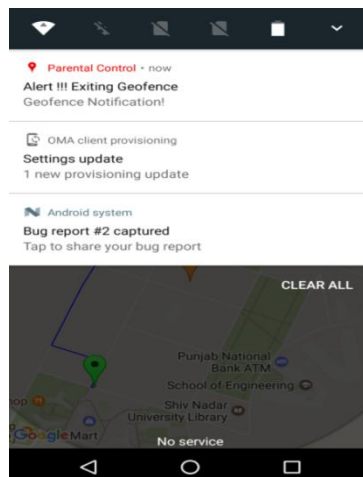 Parental Control • now
Alert !!! Exiting Geofence
Geofence Notification!
OMA client provisioning
Settings update
1 new provisioning update
Android system
Bug report #2 captured
Tap to share your bug report
CLEAR ALL
Punjab National
Bank ATM
School of Engineering
Shiv Nadar
University Library
Google Mart
No service